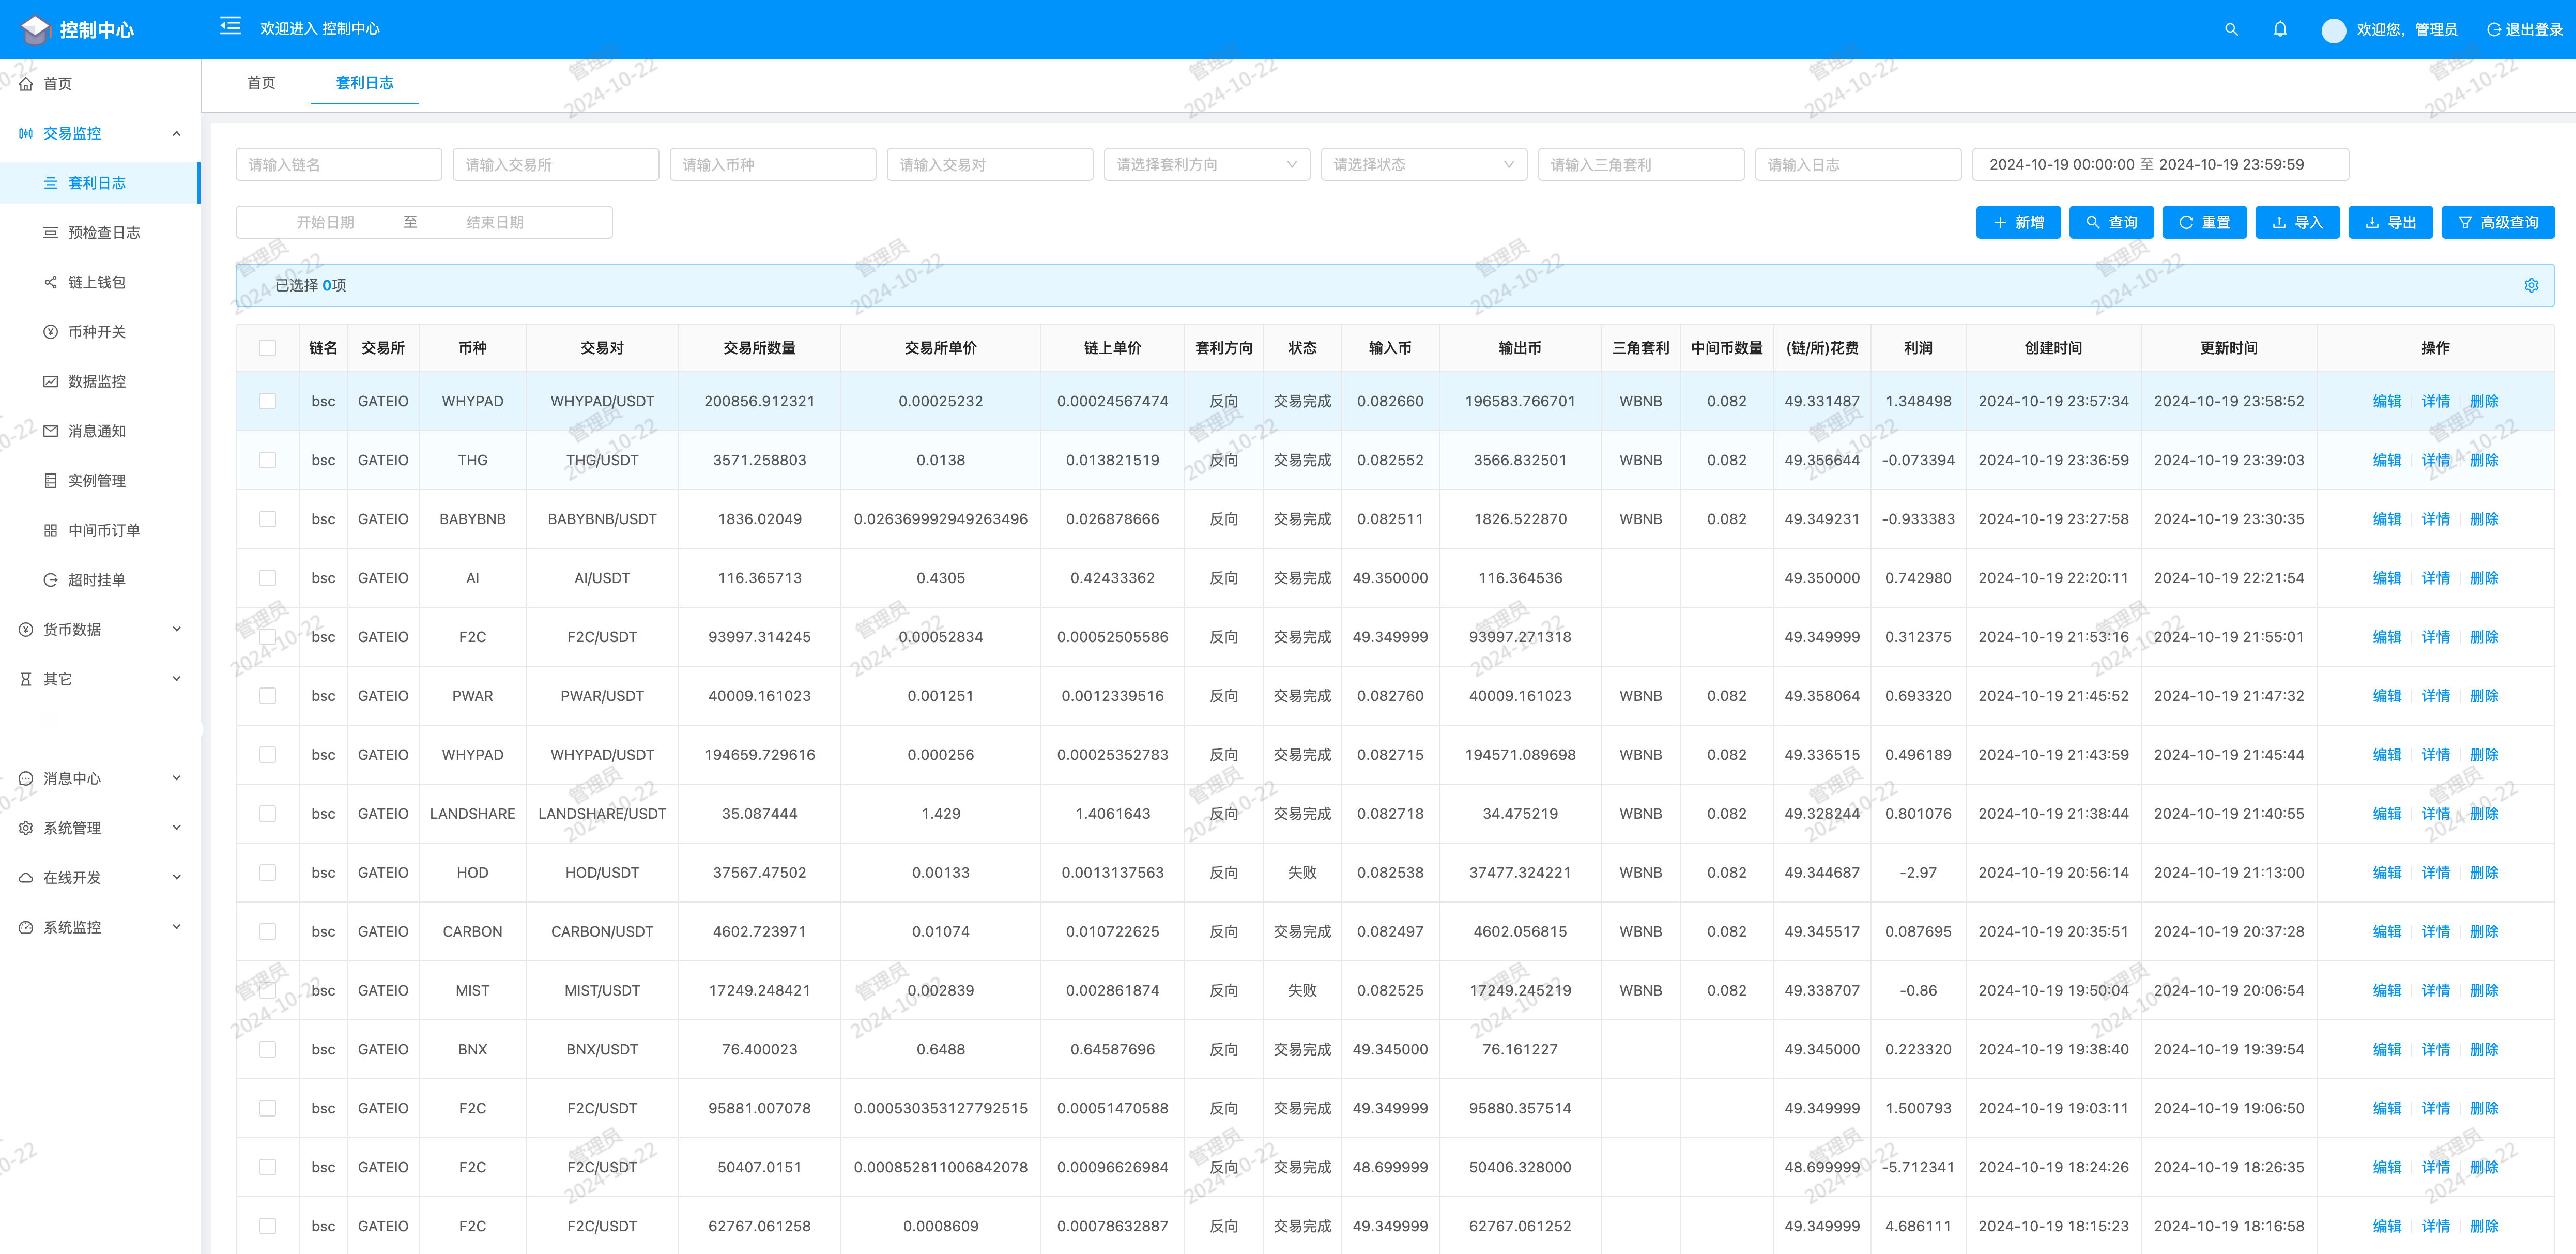 控制中心
欢迎进入 控制中心
欢迎您，管理员
退出登录
首页
交易监控
套利日志
预检查日志
链上钱包
币种开关
数据监控
消息通知
实例管理
中间币订单
超时挂单
货币数据
其它
消息中心
系统管理
在线开发
系统监控
首页 套利日志
请输入链名 请输入交易所 请输入币种 请输入交易对 请选择套利方向 请选择状态 请输入三角套利 请输入日志 2024-10-19 00:00:00 至 2024-10-19 23:59:59
开始日期 至 结束日期 新增 查询 重置 导入 导出 高级查询
已选择 0项
链名 交易所 币种 交易对 交易所数量 交易所单价 链上单价 套利方向 状态 输入币 输出币 三角套利 中间币数量 (链/所)花费 利润 创建时间 更新时间 操作
bsc GATEIO WHYPAD WHYPAD/USDT 200856.912321 0.00025232 0.00024567474 反向 交易完成 0.082660 196583.766701 WBNB 0.082 49.331487 1.348498 2024-10-19 23:57:34 2024-10-19 23:58:52 编辑 详情 删除
bsc GATEIO THG THG/USDT 3571.258803 0.0138 0.013821519 反向 交易完成 0.082552 3566.832501 WBNB 0.082 49.356644 -0.073394 2024-10-19 23:36:59 2024-10-19 23:39:03 编辑 详情 删除
bsc GATEIO BABYBNB BABYBNB/USDT 1836.02049 0.026369992949263496 0.026878666 反向 交易完成 0.082511 1826.522870 WBNB 0.082 49.349231 -0.933383 2024-10-19 23:27:58 2024-10-19 23:30:35 编辑 详情 删除
bsc GATEIO AI AI/USDT 116.365713 0.4305 0.42433362 反向 交易完成 49.350000 116.364536 49.350000 0.742980 2024-10-19 22:20:11 2024-10-19 22:21:54 编辑 详情 删除
bsc GATEIO F2C F2C/USDT 93997.314245 0.00052834 0.00052505586 反向 交易完成 49.349999 93997.271318 49.349999 0.312375 2024-10-19 21:53:16 2024-10-19 21:55:01 编辑 详情 删除
bsc GATEIO PWAR PWAR/USDT 40009.161023 0.001251 0.0012339516 反向 交易完成 0.082760 40009.161023 WBNB 0.082 49.358064 0.693320 2024-10-19 21:45:52 2024-10-19 21:47:32 编辑 详情 删除
bsc GATEIO WHYPAD WHYPAD/USDT 194659.729616 0.000256 0.00025352783 反向 交易完成 0.082715 194571.089698 WBNB 0.082 49.336515 0.496189 2024-10-19 21:43:59 2024-10-19 21:45:44 编辑 详情 删除
bsc GATEIO LANDSHARE LANDSHARE/USDT 35.087444 1.429 1.4061643 反向 交易完成 0.082718 34.475219 WBNB 0.082 49.328244 0.801076 2024-10-19 21:38:44 2024-10-19 21:40:55 编辑 详情 删除
bsc GATEIO HOD HOD/USDT 37567.47502 0.00133 0.0013137563 反向 失败 0.082538 37477.324221 WBNB 0.082 49.344687 -2.97 2024-10-19 20:56:14 2024-10-19 21:13:00 编辑 详情 删除
bsc GATEIO CARBON CARBON/USDT 4602.723971 0.01074 0.010722625 反向 交易完成 0.082497 4602.056815 WBNB 0.082 49.345517 0.087695 2024-10-19 20:35:51 2024-10-19 20:37:28 编辑 详情 删除
bsc GATEIO MIST MIST/USDT 17249.248421 0.002839 0.002861874 反向 失败 0.082525 17249.245219 WBNB 0.082 49.338707 -0.86 2024-10-19 19:50:04 2024-10-19 20:06:54 编辑 详情 删除
bsc GATEIO BNX BNX/USDT 76.400023 0.6488 0.64587696 反向 交易完成 49.345000 76.161227 49.345000 0.223320 2024-10-19 19:38:40 2024-10-19 19:39:54 编辑 详情 删除
bsc GATEIO F2C F2C/USDT 95881.007078 0.000530353127792515 0.00051470588 反向 交易完成 49.349999 95880.357514 49.349999 1.500793 2024-10-19 19:03:11 2024-10-19 19:06:50 编辑 详情 删除
bsc GATEIO F2C F2C/USDT 50407.0151 0.000852811006842078 0.00096626984 反向 交易完成 48.699999 50406.328000 48.699999 -5.712341 2024-10-19 18:24:26 2024-10-19 18:26:35 编辑 详情 删除
bsc GATEIO F2C F2C/USDT 62767.061258 0.0008609 0.00078632887 反向 交易完成 49.349999 62767.061252 49.349999 4.686111 2024-10-19 18:15:23 2024-10-19 18:16:58 编辑 详情 删除
管理员
2024-10-22